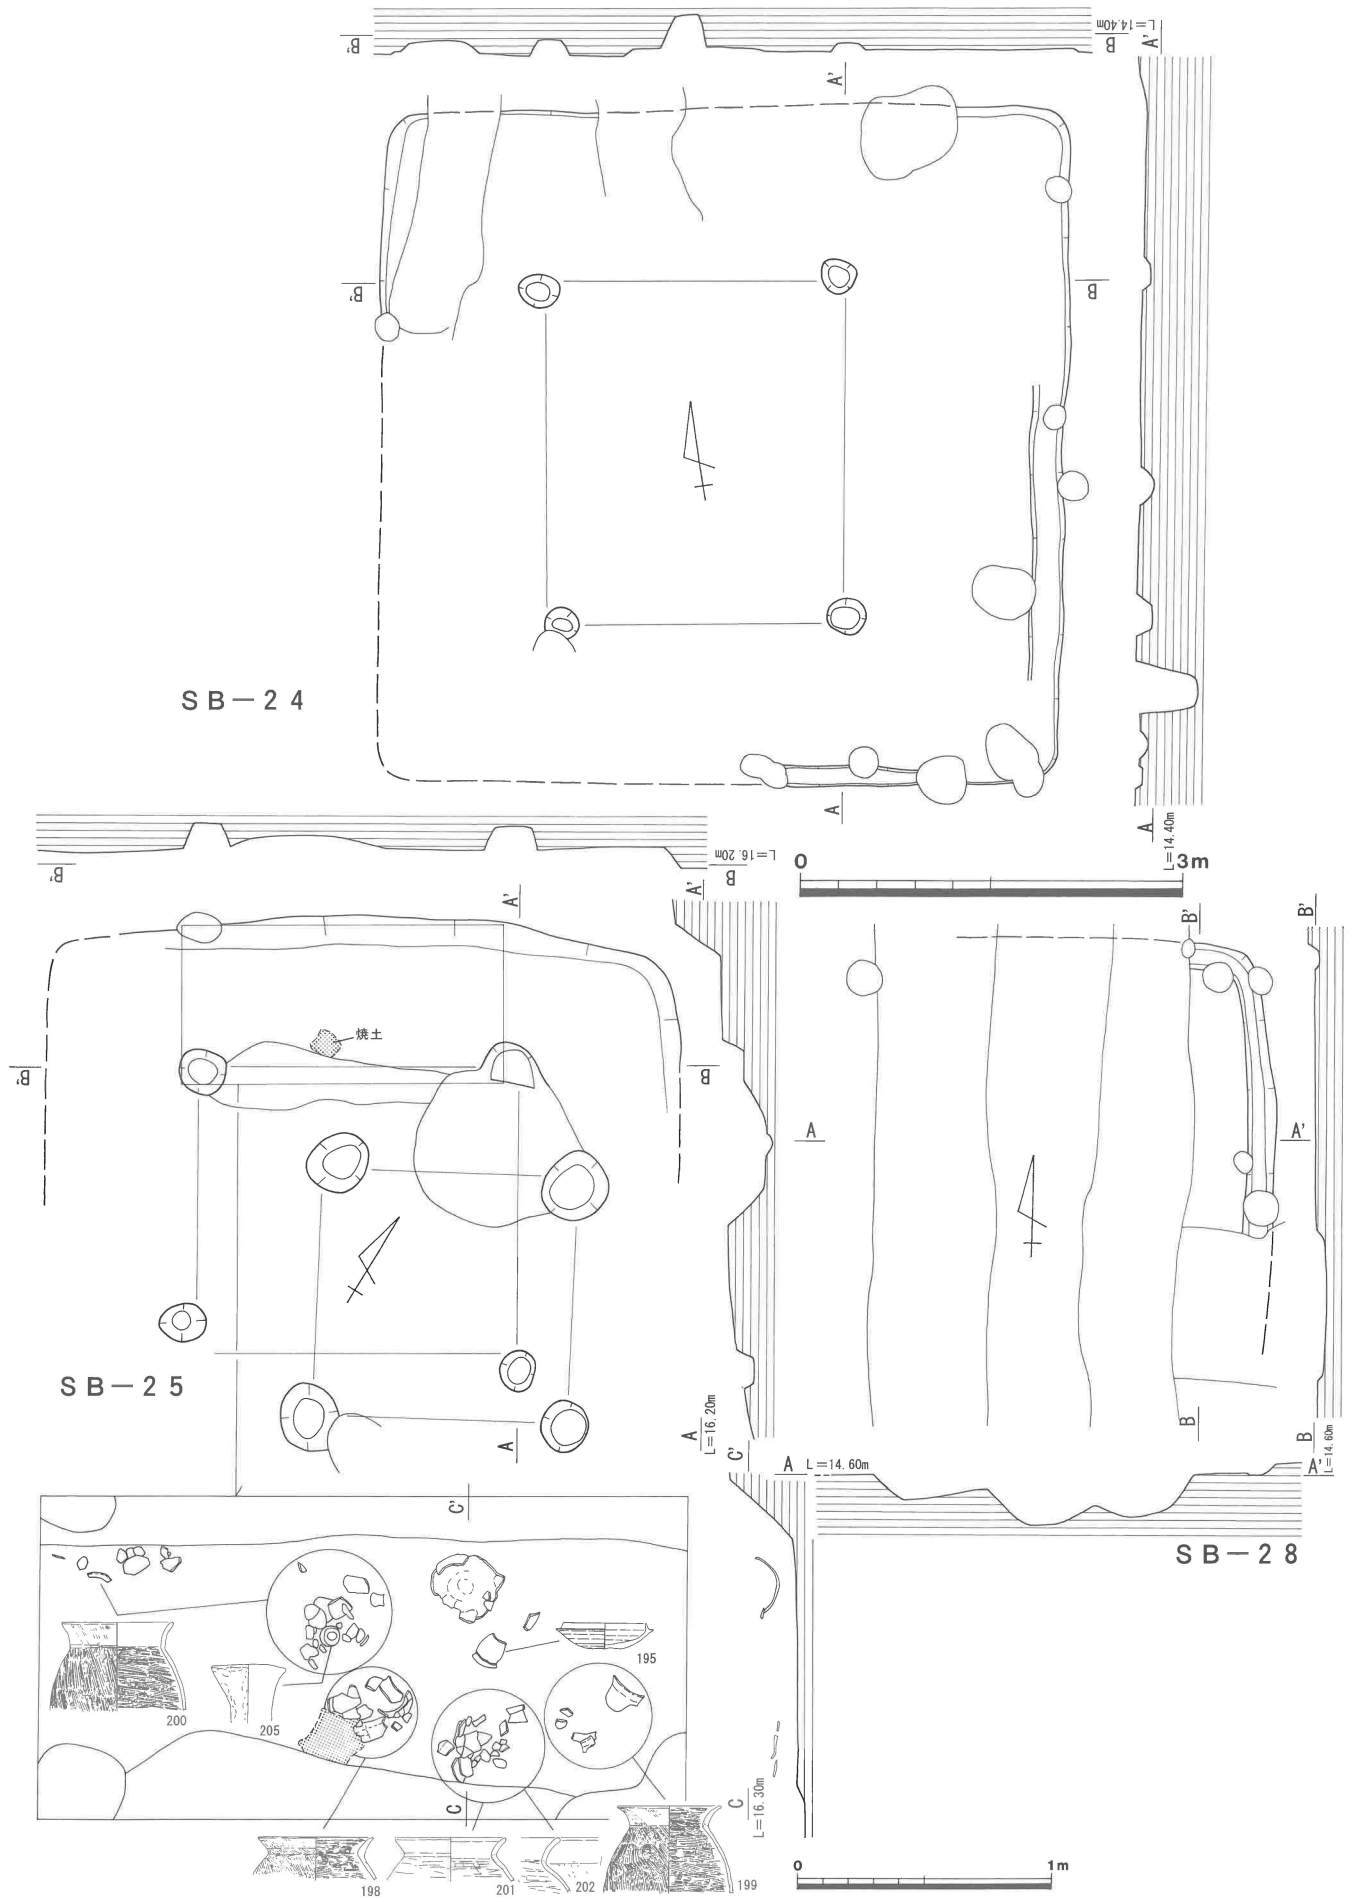 B'
B
L=14.40m
A'
A'
B'
B
SB-24
A
A
L=14.40m
B'
B
L=16.20m
A'
A'
0 3m
B'
B'
焼土
B'
B
A
A'
SB-25
A
A
L=16.20m
B
B
L=14.60m
C'
A L=14.60m
A'
SB-28
C'
195
200
205
C
C
L=16.30m
198
201
202
199
0 1m